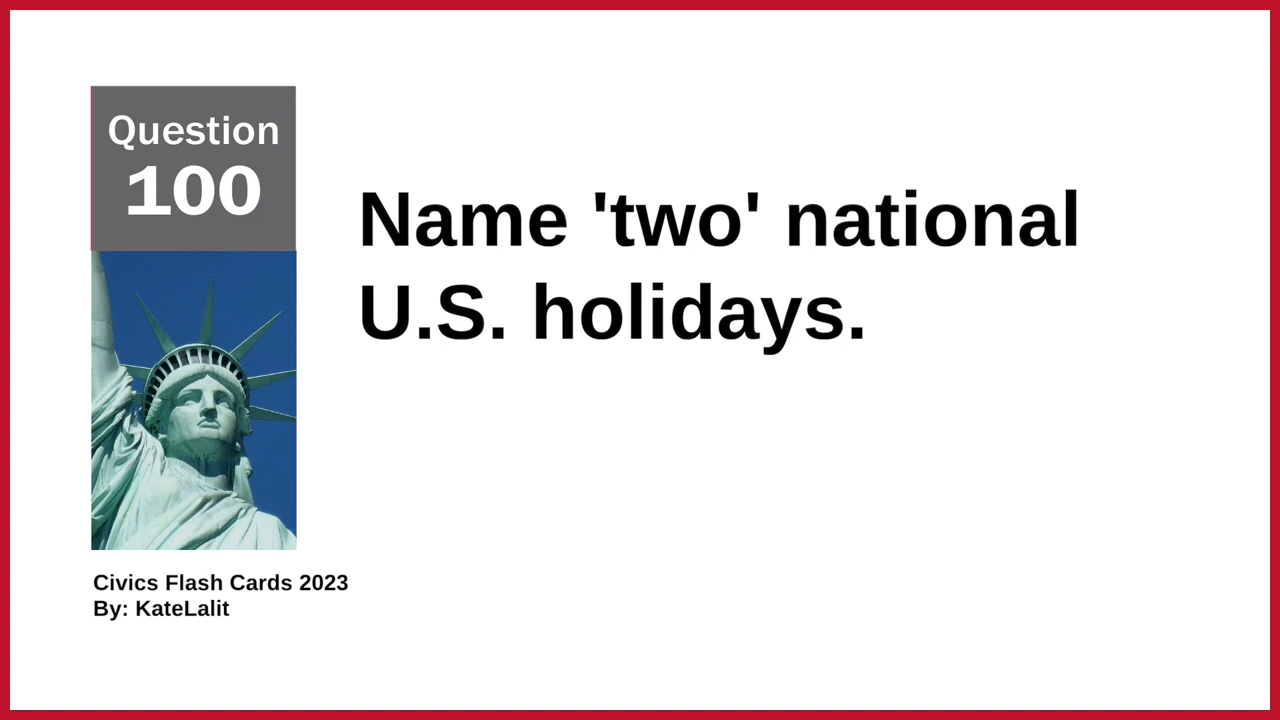 Question
100
Name 'two' national
U.S. holidays.
Civics Flash Cards 2023
By: KateLalit